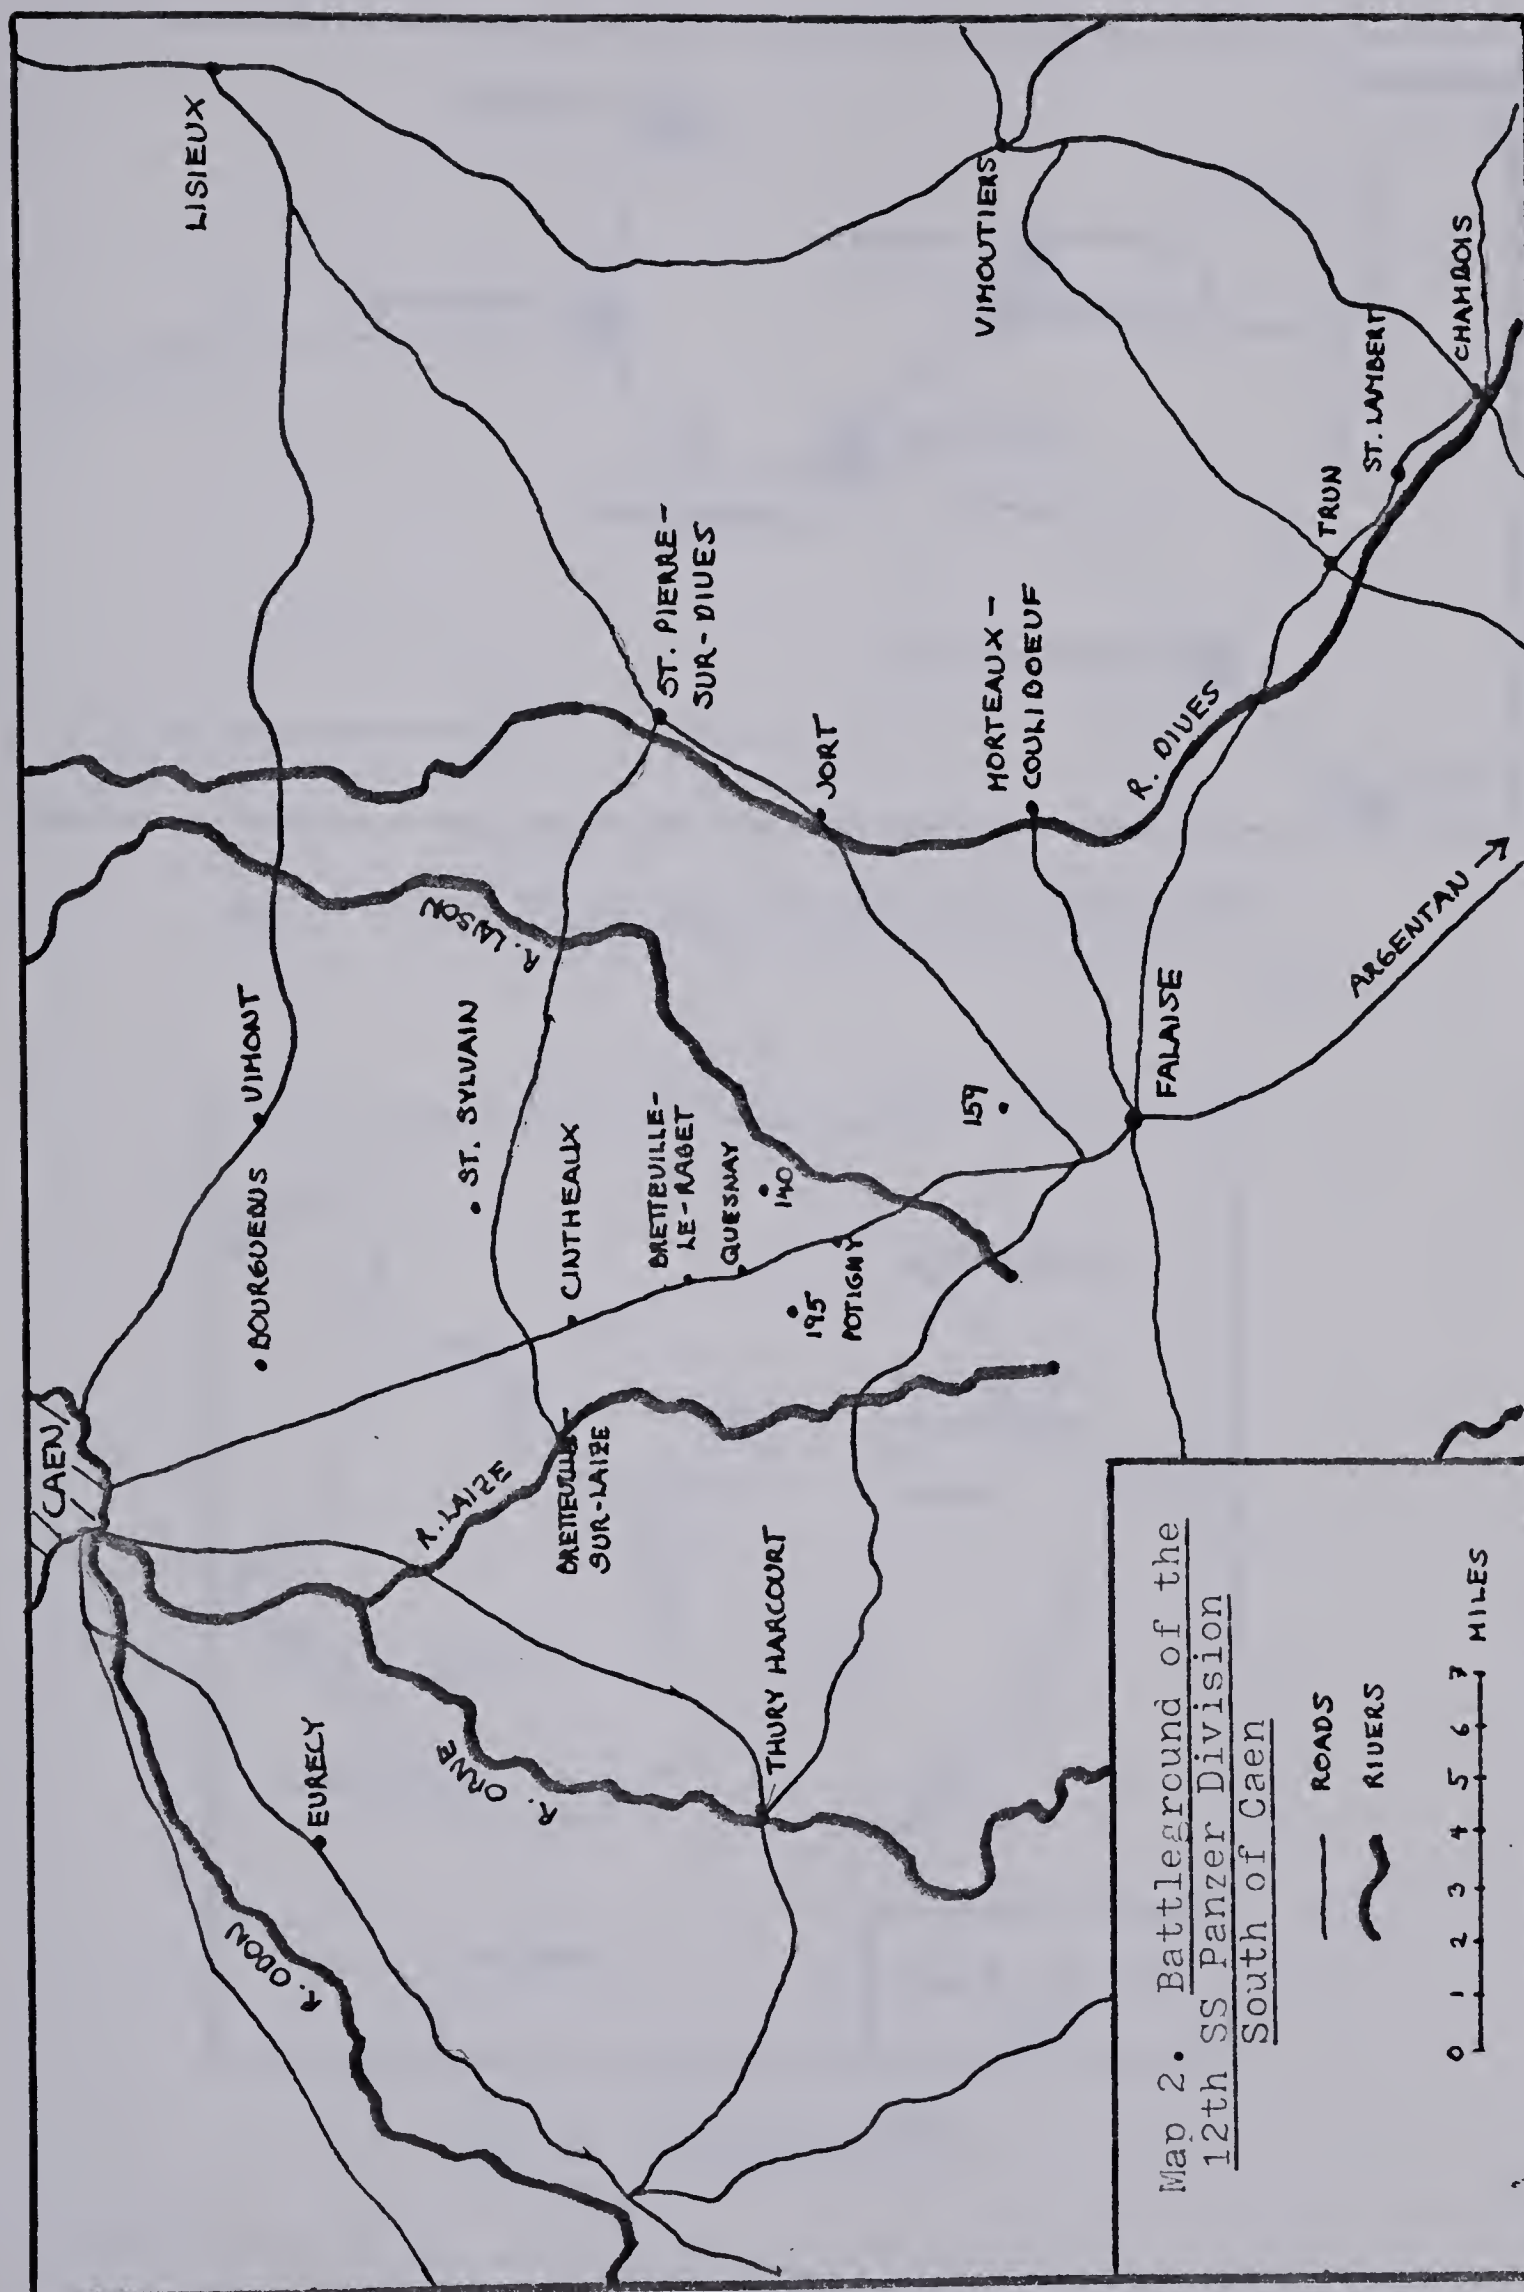 CAEN
LISIEUX
BOURGUEBUS
VIMONT
EVRECY
R. ODON
R. ORNE
R. LAIZE
R. LAISON
ST. SYLVAIN
CINTHEAUX
BRETTEVILLE-
SUR-LAIZE
BRETTEVILLE-
LE-RABET
QUESNAY
140
195
POTIGNY
ST. PIERRE-
SUR-DIVES
JORT
THURY HARCOURT
159
MORTEAUX-
COULIBOEUF
VIMOUTIERS
R. DIVES
FALAISE
ARGENTAN
TRUN
ST. LAMBERT
CHAMBOIS
Map 2. Battleground of the
12th SS Panzer Division
South of Caen
ROADS
RIVERS
0 1 2 3 4 5 6 7 MILES